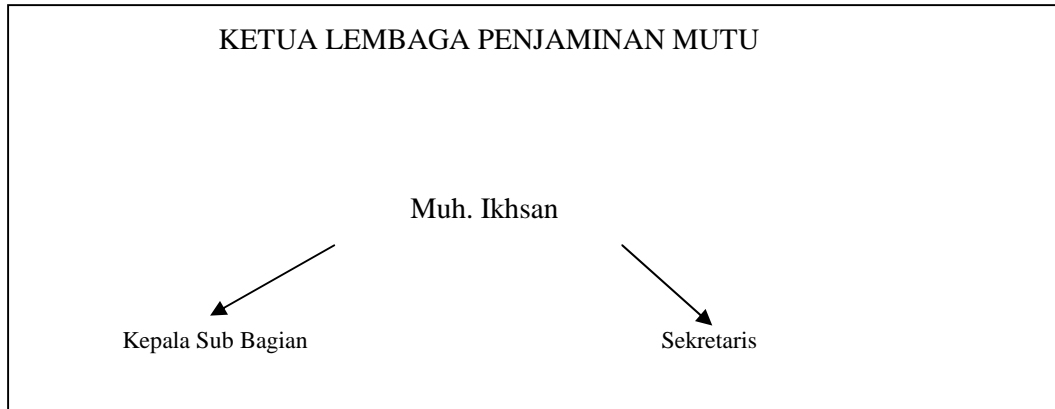 KETUA LEMBAGA PENJAMINAN MUTU
Muh. Ikhsan
Kepala Sub Bagian
Sekretaris